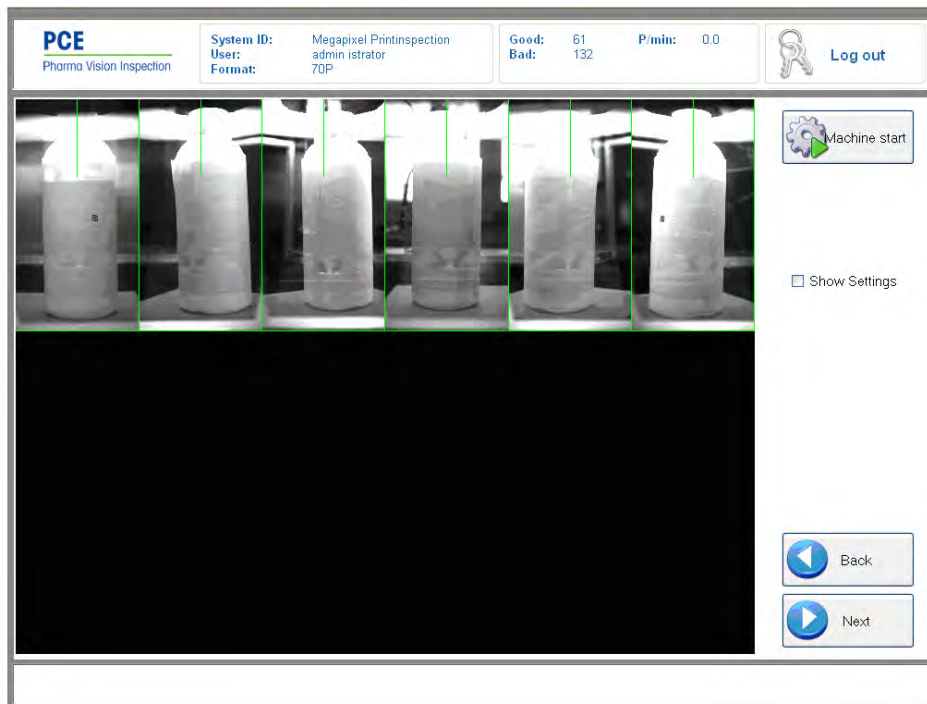 PCE
Pharma Vision Inspection
System ID: Megapixel Printinspection
User: admin istrator
Format: 70P
Good: 61 P/min: 0.0
Bad: 132
Log out
Machine start
Show Settings
Back
Next